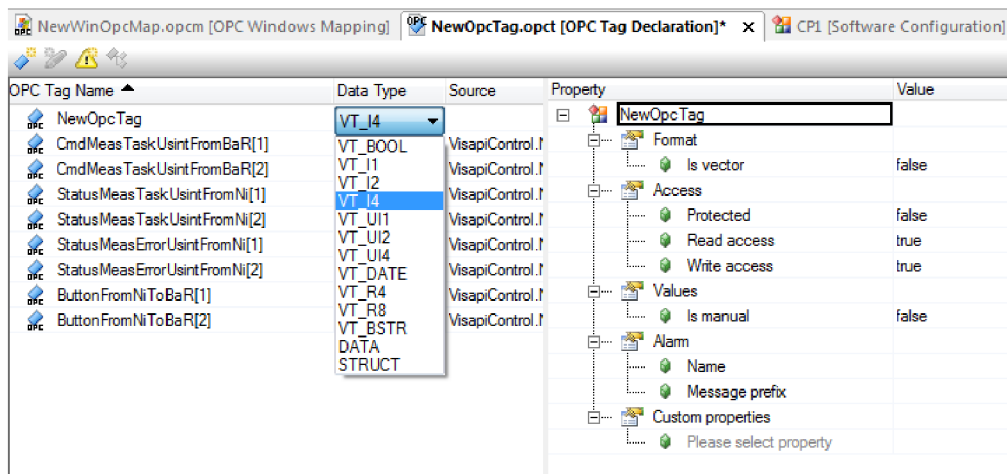 NewWinOpcMap.opcm [OPC Windows Mapping] NewOpcTag.opct [OPC Tag Declaration]* x CP1 [Software Configuration]
OPC Tag Name Data Type Source Property Value
NewOpcTag VT_I4 NewOpcTag
CmdMeasTaskUsintFromBaR[1] VT_BOOL VisapiControl. Format
CmdMeasTaskUsintFromBaR[2] VT_I1 VisapiControl. Is vector false
VT_I2
StatusMeasTaskUsintFromNi[1] VT_I4 VisapiControl. Access
StatusMeasTaskUsintFromNi[2] VT_UI1 VisapiControl. Protected false
StatusMeasErrorUsintFromNi[1] VT_UI2 VisapiControl. Read access true
VT_UI4
StatusMeasErrorUsintFromNi[2] VT_DATE VisapiControl. Write access true
ButtonFromNiToBaR[1] VT_R4 VisapiControl. Values
VT_R8
ButtonFromNiToBaR[2] VT_BSTR VisapiControl. Is manual false
DATA Alarm
STRUCT Name
Message prefix
Custom properties
Please select property